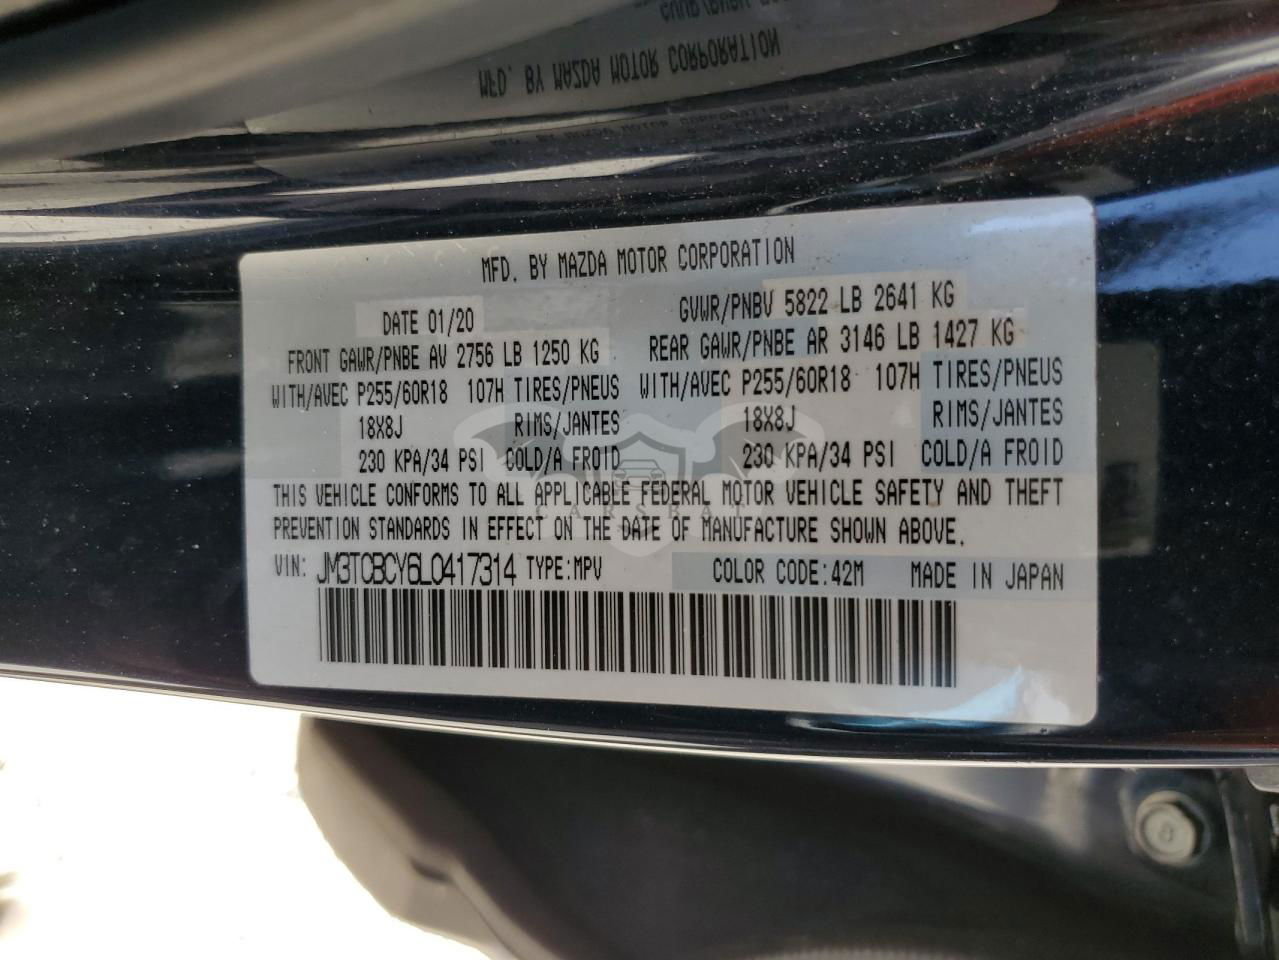 MFD. BY MAZDA MOTOR CORPORATION
DATE 01/20 GVWR/PNBV 5822 LB 2641 KG
FRONT GAWR/PNBE AV 2756 LB 1250 KG REAR GAWR/PNBE AR 3146 LB 1427 KG
WITH/AVEC P255/60R18 107H TIRES/PNEUS WITH/AVEC P255/60R18 107H TIRES/PNEUS
18X8J RIMS/JANTES 18X8J RIMS/JANTES
230 KPA/34 PSI COLD/A FROID 230 KPA/34 PSI COLD/A FROID
THIS VEHICLE CONFORMS TO ALL APPLICABLE FEDERAL MOTOR VEHICLE SAFETY AND THEFT
PREVENTION STANDARDS IN EFFECT ON THE DATE OF MANUFACTURE SHOWN ABOVE.
VIN: JM3TCBCY6L0417314 TYPE:MPV COLOR CODE:42M MADE IN JAPAN